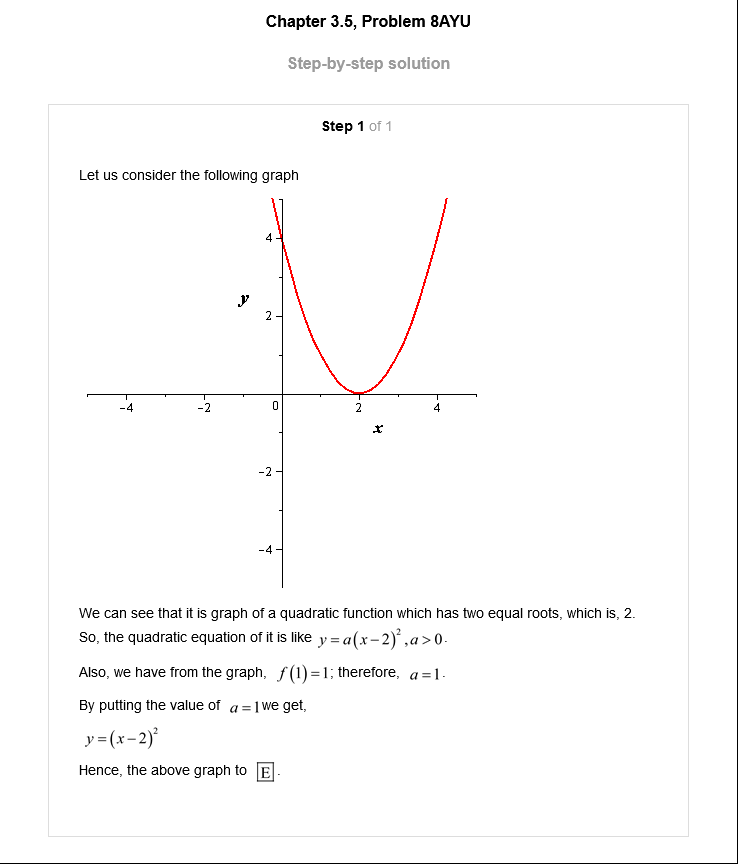 Chapter 3.5, Problem 8AYU
Step-by-step solution
Step 1 of 1
Let us consider the following graph
4
y
2
-4 -2 0 2 4
x
-2
-4
We can see that it is graph of a quadratic function which has two equal roots, which is, 2.
So, the quadratic equation of it is like y=a(x-2)²,a>0.
Also, we have from the graph, f(1)=1; therefore, a=1.
By putting the value of a=1we get,
y=(x-2)²
Hence, the above graph to E.